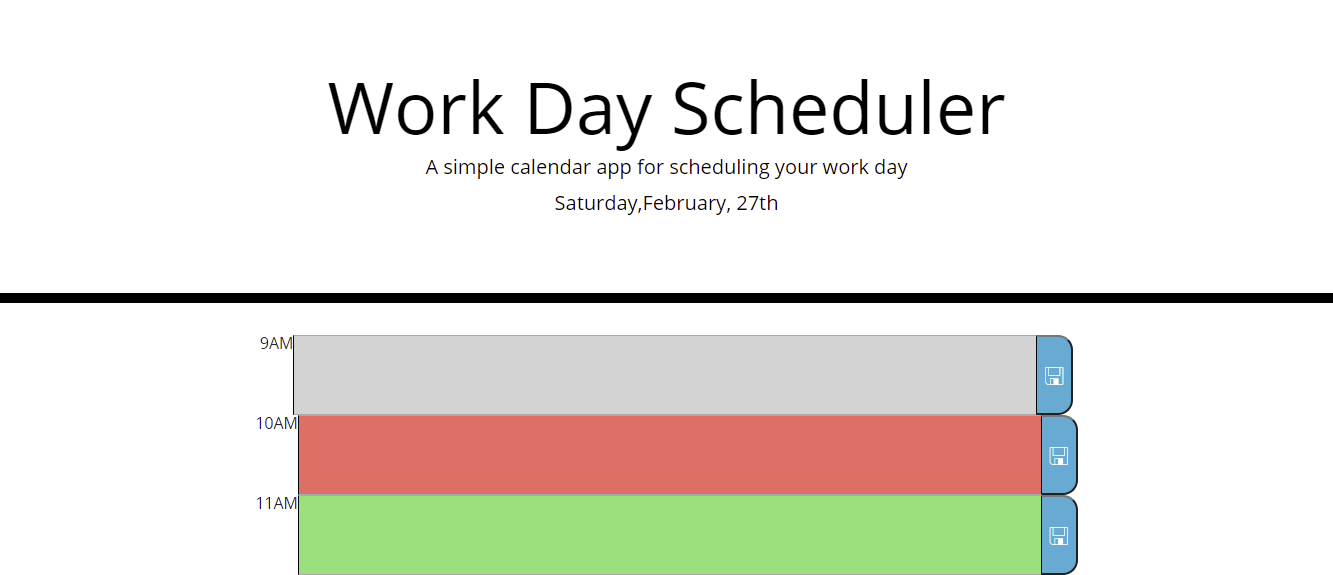 Work Day Scheduler
A simple calendar app for scheduling your work day
Saturday,February, 27th
9AM
10AM
11AM